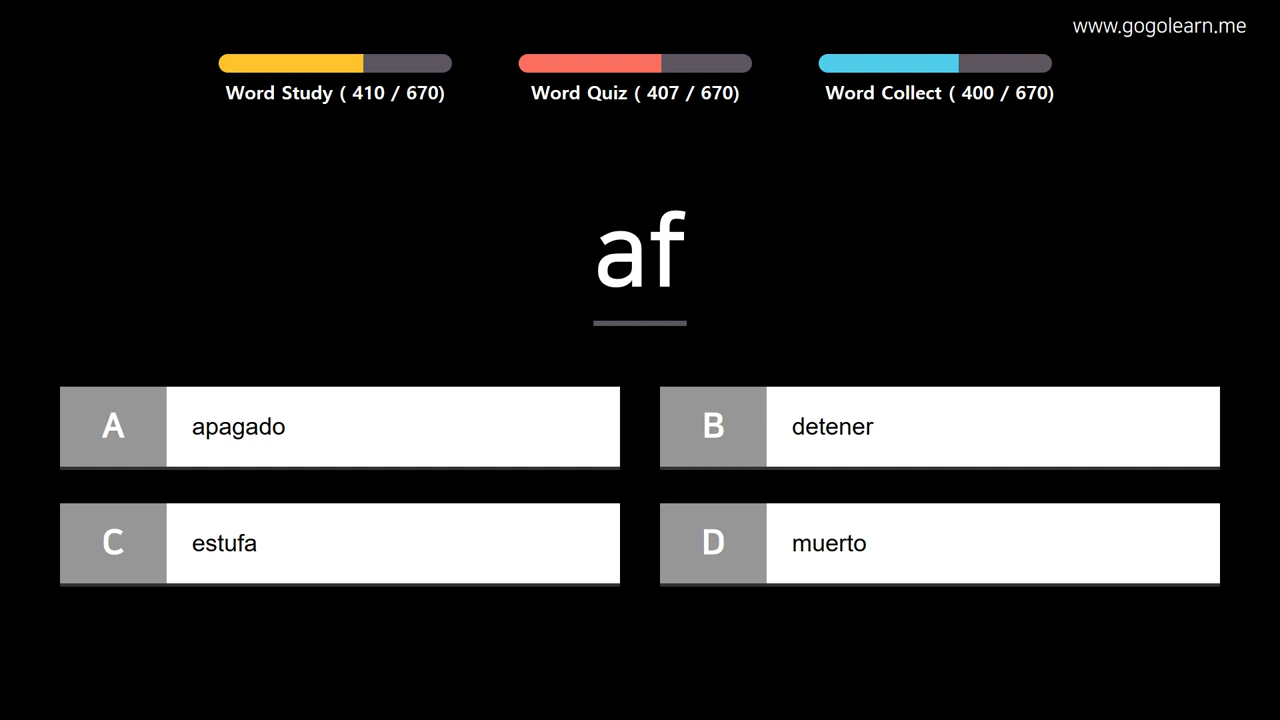 www.gogolearn.me
Word Study ( 410 / 670)
Word Quiz ( 407 / 670)
Word Collect ( 400 / 670)
af
A apagado
B detener
C estufa
D muerto